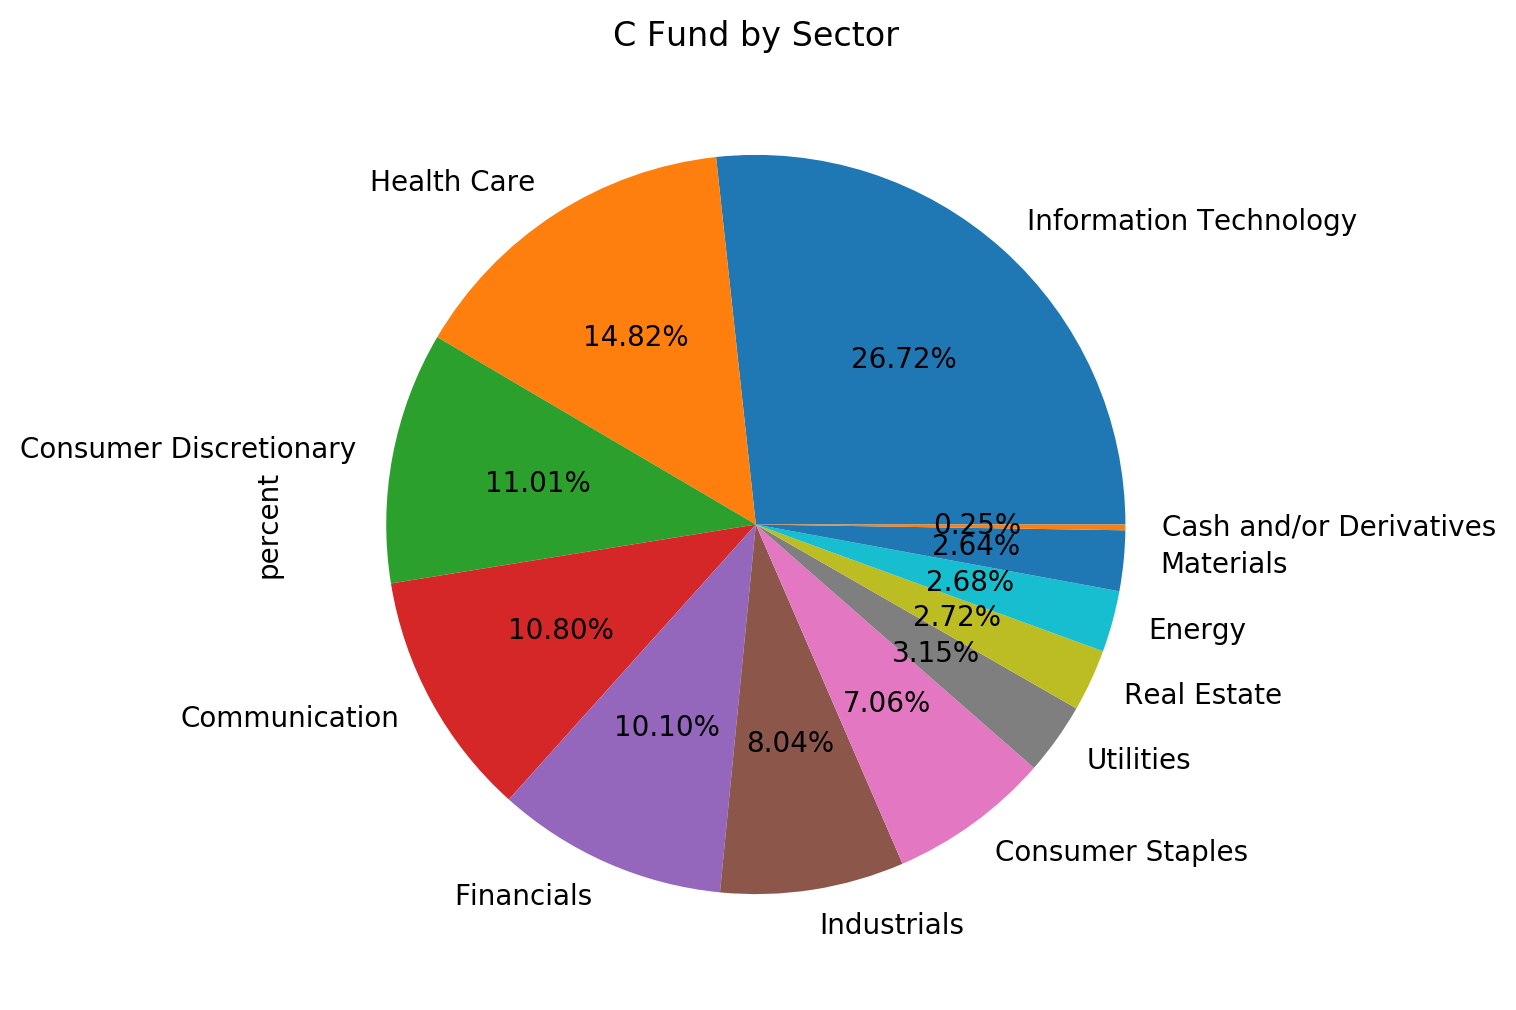 C Fund by Sector
Health Care
Information Technology
14.82%
26.72%
Consumer Discretionary
11.01%
percent
0.25%
Cash and/or Derivatives
2.64%
Materials
2.68%
Energy
2.72%
10.80%
3.15%
Real Estate
7.06%
Communication
10.10%
8.04%
Utilities
Consumer Staples
Financials
Industrials